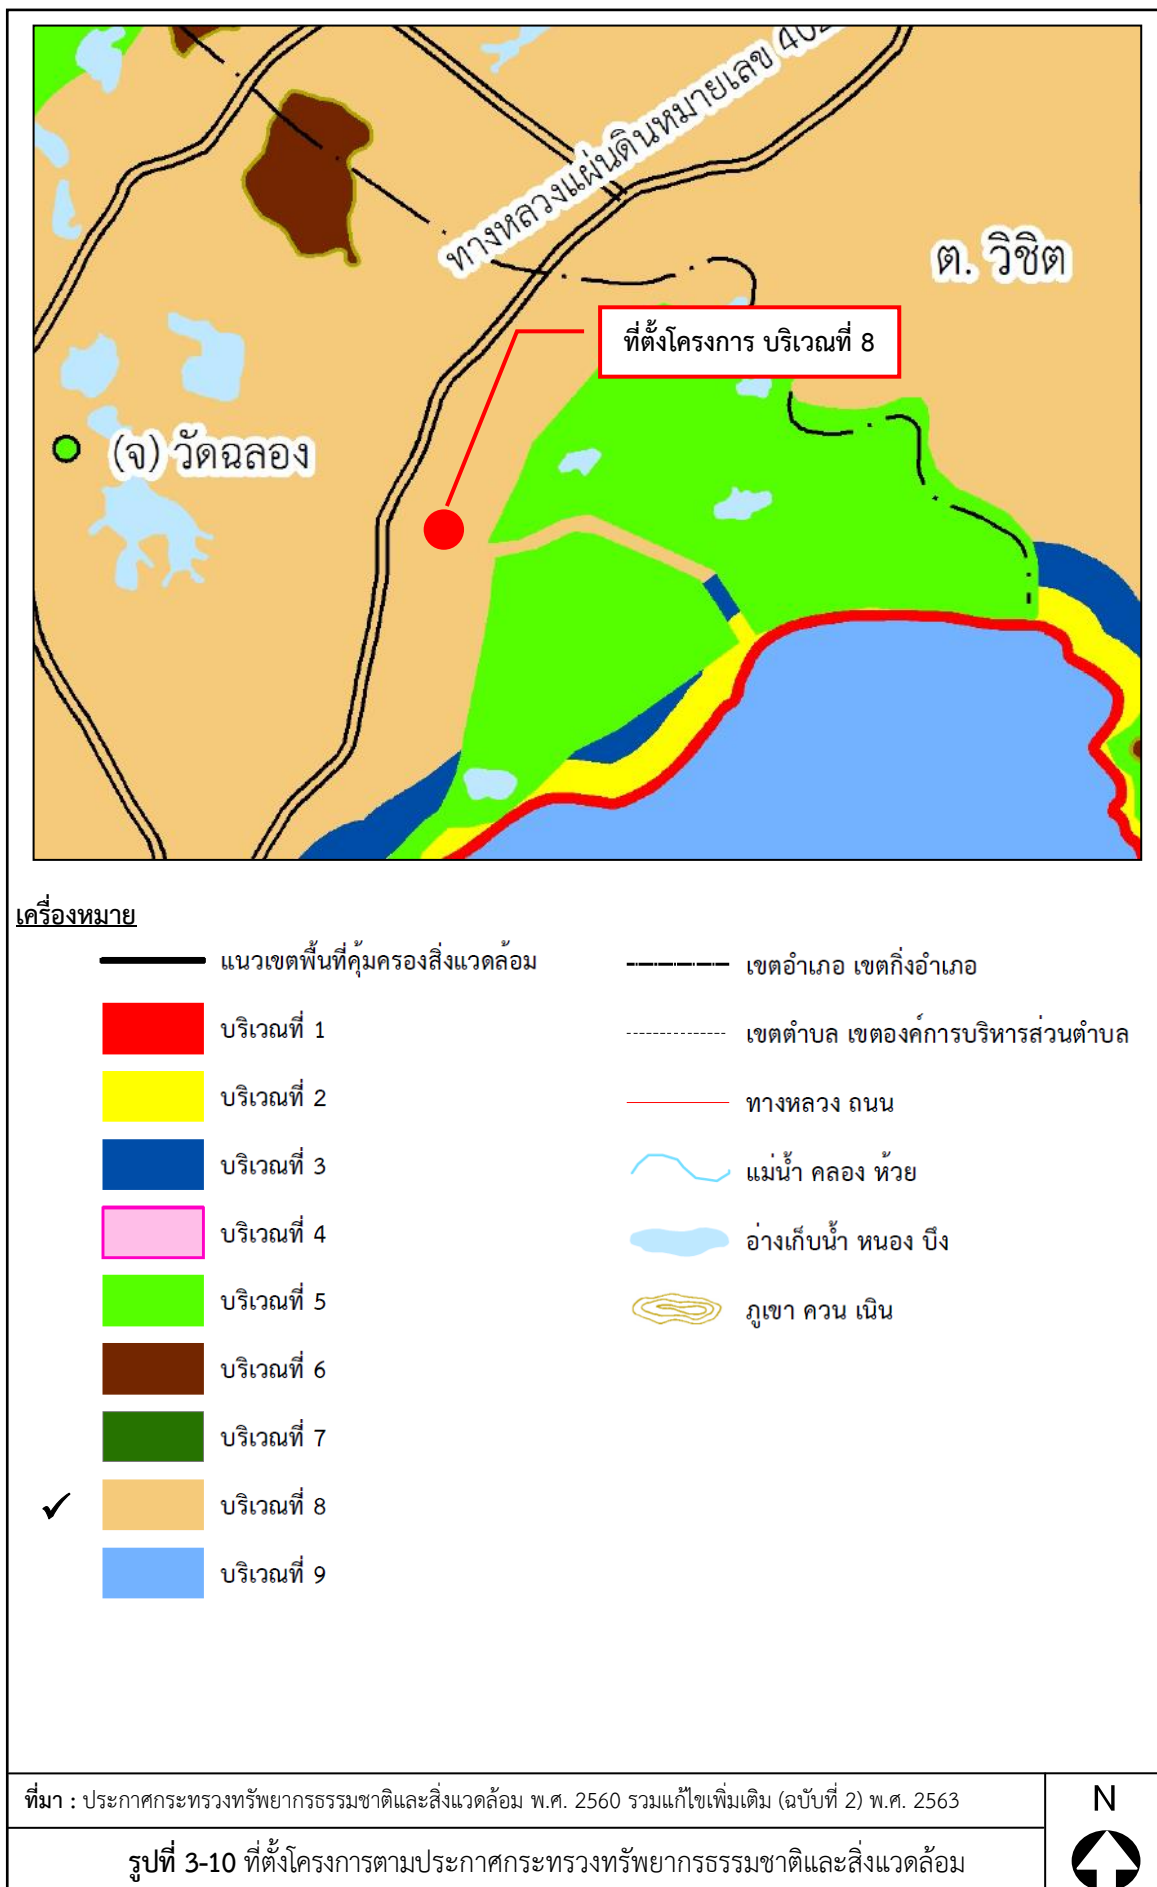 ทางหลวงแผ่นดินหมายเลข 402
ต. วิชิต
ที่ตั้งโครงการ บริเวณที่ 8
(จ) วัดฉลอง
เครื่องหมาย
แนวเขตพื้นที่คุ้มครองสิ่งแวดล้อม
บริเวณที่ 1
บริเวณที่ 2
บริเวณที่ 3
บริเวณที่ 4
บริเวณที่ 5
บริเวณที่ 6
บริเวณที่ 7
บริเวณที่ 8
บริเวณที่ 9
เขตอำเภอ เขตกิ่งอำเภอ
เขตตำบล เขตองค์การบริหารส่วนตำบล
ทางหลวง ถนน
แม่น้ำ คลอง ห้วย
อ่างเก็บน้ำ หนอง บึง
ภูเขา ควน เนิน
ที่มา : ประกาศกระทรวงทรัพยากรธรรมชาติและสิ่งแวดล้อม พ.ศ. 2560 รวมแก้ไขเพิ่มเติม (ฉบับที่ 2) พ.ศ. 2563
N
รูปที่ 3-10 ที่ตั้งโครงการตามประกาศกระทรวงทรัพยากรธรรมชาติและสิ่งแวดล้อม